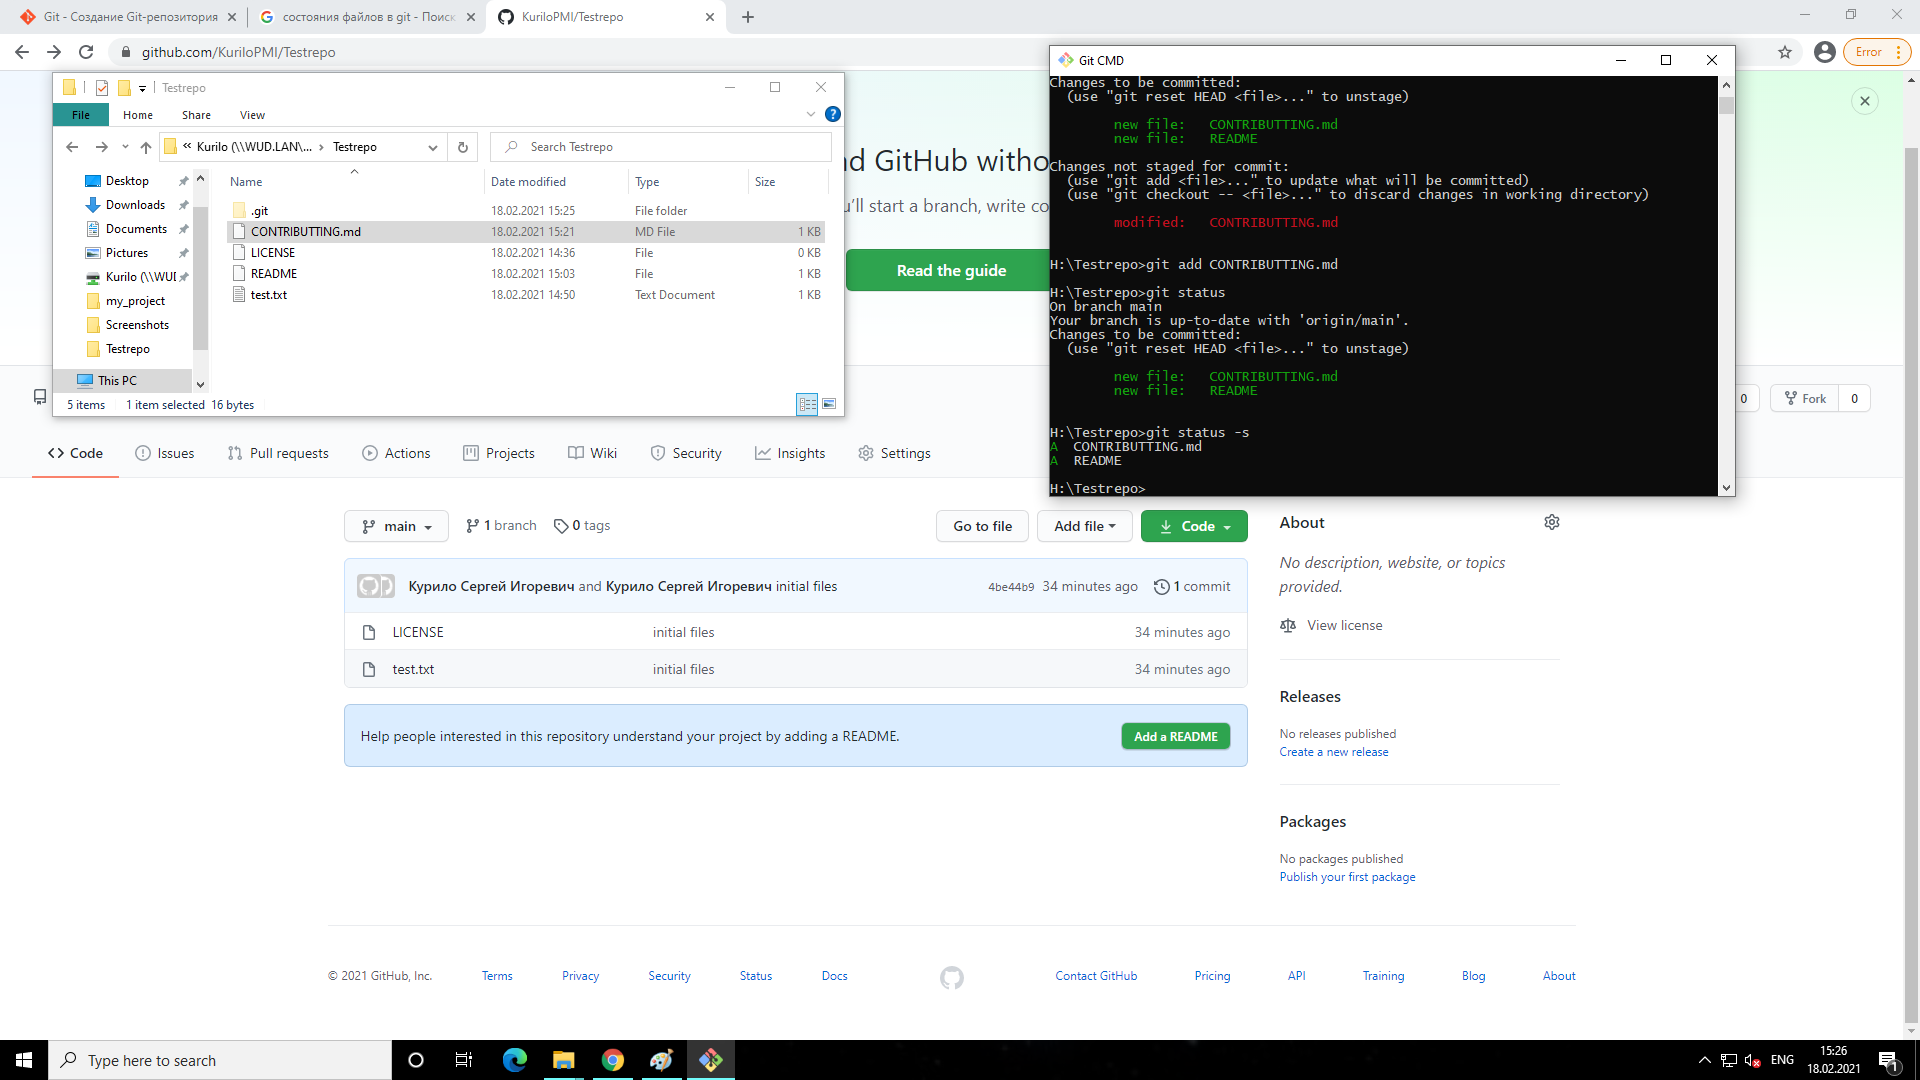 Git - Создание Git-репозитория
состояния файлов в git - Поиск
KuriloPMI/Testrepo
github.com/KuriloPMI/Testrepo
Error
Testrepo
File
Home
Share
View
Kurilo (\\WUD.LAN\... > Testrepo
Search Testrepo
Name
Date modified
Type
Size
Desktop
Downloads
Documents
Pictures
Kurilo (\\WUD
my_project
Screenshots
Testrepo
This PC
.git 18.02.2021 15:25 File folder
CONTRIBUTTING.md 18.02.2021 15:21 MD File 1 KB
LICENSE 18.02.2021 14:36 File 0 KB
README 18.02.2021 15:03 File 1 KB
test.txt 18.02.2021 14:50 Text Document 1 KB
5 items 1 item selected 16 bytes
Git CMD
Changes to be committed:
(use "git reset HEAD <file>..." to unstage)
new file: CONTRIBUTTING.md
new file: README
Changes not staged for commit:
(use "git add <file>..." to update what will be committed)
(use "git checkout -- <file>..." to discard changes in working directory)
modified: CONTRIBUTTING.md
H:\Testrepo>git add CONTRIBUTTING.md
H:\Testrepo>git status
On branch main
Your branch is up-to-date with 'origin/main'.
Changes to be committed:
(use "git reset HEAD <file>..." to unstage)
new file: CONTRIBUTTING.md
new file: README
H:\Testrepo>git status -s
A CONTRIBUTTING.md
A README
H:\Testrepo>
GitHub witho
u'll start a branch, write co
Read the guide
0
Fork 0
Code
Issues
Pull requests
Actions
Projects
Wiki
Security
Insights
Settings
main
1 branch
0 tags
Go to file
Add file
Code
Курило Сергей Игоревич and Курило Сергей Игоревич initial files 4be44b9 34 minutes ago 1 commit
LICENSE initial files 34 minutes ago
test.txt initial files 34 minutes ago
Help people interested in this repository understand your project by adding a README.
Add a README
About
No description, website, or topics
provided.
View license
Releases
No releases published
Create a new release
Packages
No packages published
Publish your first package
© 2021 GitHub, Inc. Terms Privacy Security Status Docs Contact GitHub Pricing API Training Blog About
Type here to search
ENG
15:26
18.02.2021
1